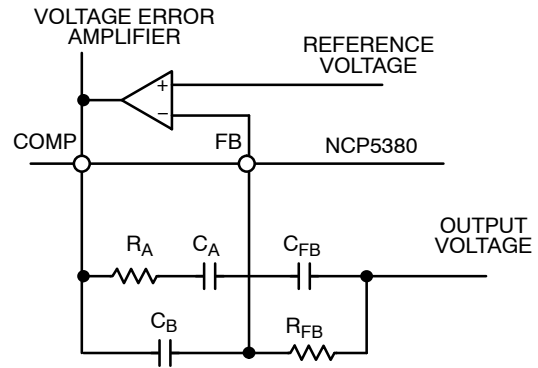 VOLTAGE ERROR
AMPLIFIER
REFERENCE
VOLTAGE
+
−
COMP
FB
NCP5380
OUTPUT
VOLTAGE
RA
CA
CFB
CB
RFB